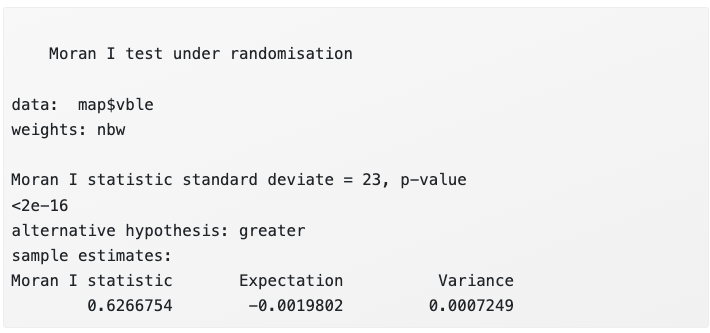 Moran I test under randomisation
data:  map$vble
weights: nbw
Moran I statistic standard deviate = 23, p-value
<2e-16
alternative hypothesis: greater
sample estimates:
Moran I statistic       Expectation          Variance
        0.6266754        -0.0019802         0.0007249